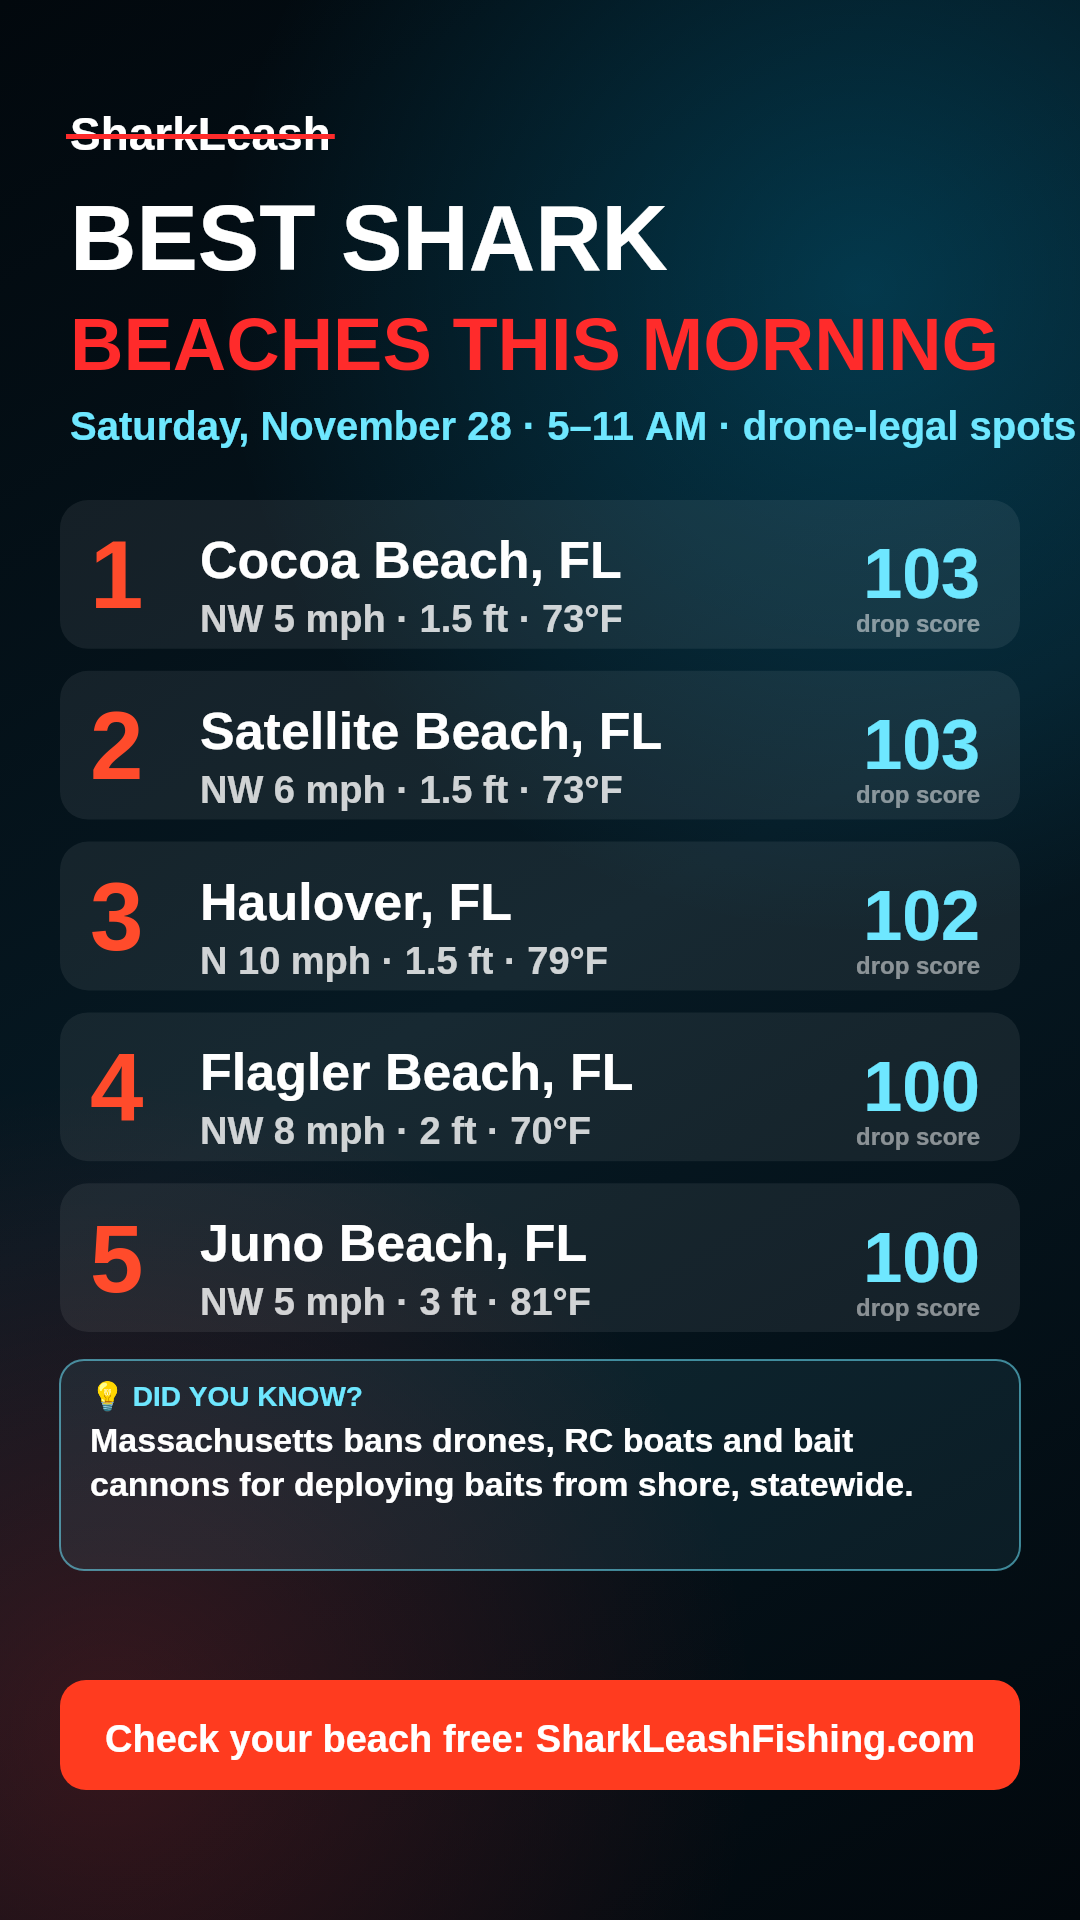 SharkLeash
BEST SHARK
BEACHES THIS MORNING
Saturday, November 28 · 5–11 AM · drone-legal spots
1
Cocoa Beach, FL
NW 5 mph · 1.5 ft · 73°F
103
drop score
2
Satellite Beach, FL
NW 6 mph · 1.5 ft · 73°F
103
drop score
3
Haulover, FL
N 10 mph · 1.5 ft · 79°F
102
drop score
4
Flagler Beach, FL
NW 8 mph · 2 ft · 70°F
100
drop score
5
Juno Beach, FL
NW 5 mph · 3 ft · 81°F
100
drop score
💡 DID YOU KNOW?
Massachusetts bans drones, RC boats and bait
cannons for deploying baits from shore, statewide.
Check your beach free: SharkLeashFishing.com